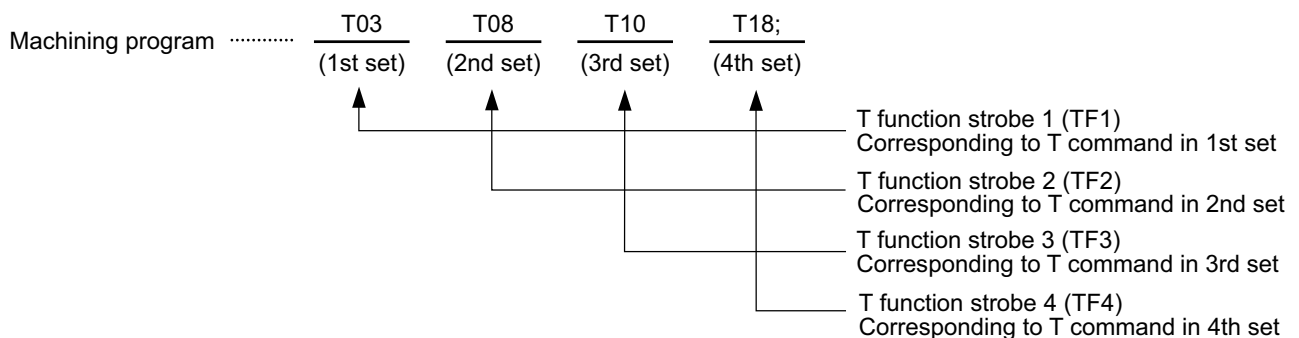 Machining program ············ T03 T08 T10 T18;
(1st set) (2nd set) (3rd set) (4th set)
T function strobe 1 (TF1)
Corresponding to T command in 1st set
T function strobe 2 (TF2)
Corresponding to T command in 2nd set
T function strobe 3 (TF3)
Corresponding to T command in 3rd set
T function strobe 4 (TF4)
Corresponding to T command in 4th set